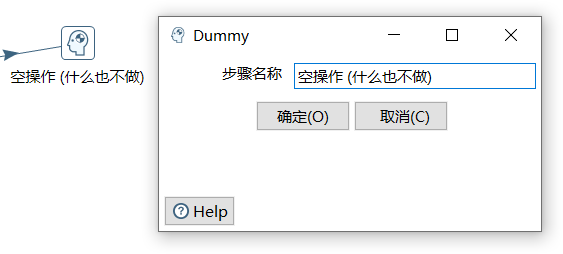 空操作 (什么也不做)
Dummy
步骤名称 空操作 (什么也不做)
确定(O) 取消(C)
Help